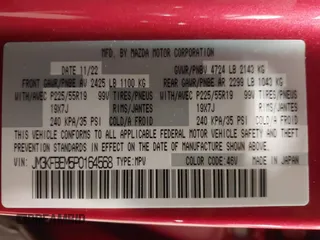 MFD. BY MAZDA MOTOR CORPORATION
DATE 11/22 GVWR/PNBV 4724 LB 2143 KG
FRONT GAWR/PNBE AV 2425 LB 1100 KG REAR GAWR/PNBE AR 2299 LB 1043 KG
WITH/AVEC P225/55R19 99V TIRES/PNEUS WITH/AVEC P225/55R19 99V TIRES/PNEUS
19X7J RIMS/JANTES 19X7J RIMS/JANTES
240 KPA/35 PSI COLD/A FROID 240 KPA/35 PSI COLD/A FROID
THIS VEHICLE CONFORMS TO ALL APPLICABLE FEDERAL MOTOR VEHICLE
SAFETY, BUMPER, AND THEFT PREVENTION STANDARDS IN EFFECT ON THE
DATE OF MANUFACTURE SHOWN ABOVE.
VIN: TYPE:MPV COLOR CODE:46V MADE IN JAPAN